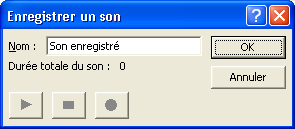 Enregistrer un son
Nom : Son enregistré
OK
Durée totale du son : 0
Annuler